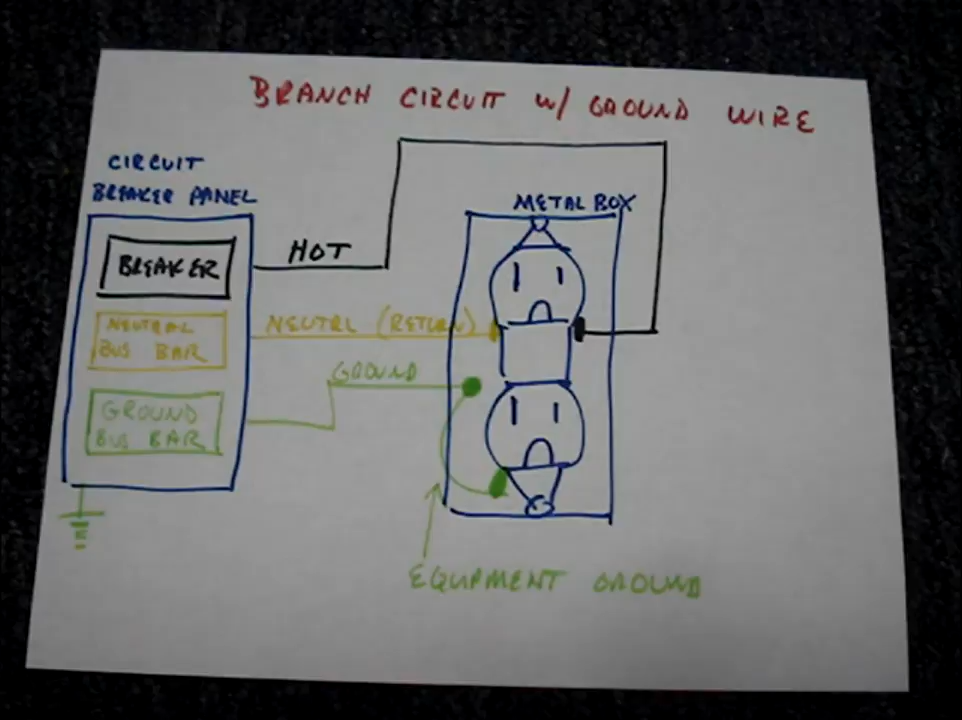 BRANCH CIRCUIT W/ GROUND WIRE
CIRCUIT
BREAKER PANEL
METAL BOX
HOT
BREAKER
NEUTRAL
BUS BAR
NEUTRL (RETURN)
GROUND
GROUND
BUS BAR
EQUIPMENT GROUND